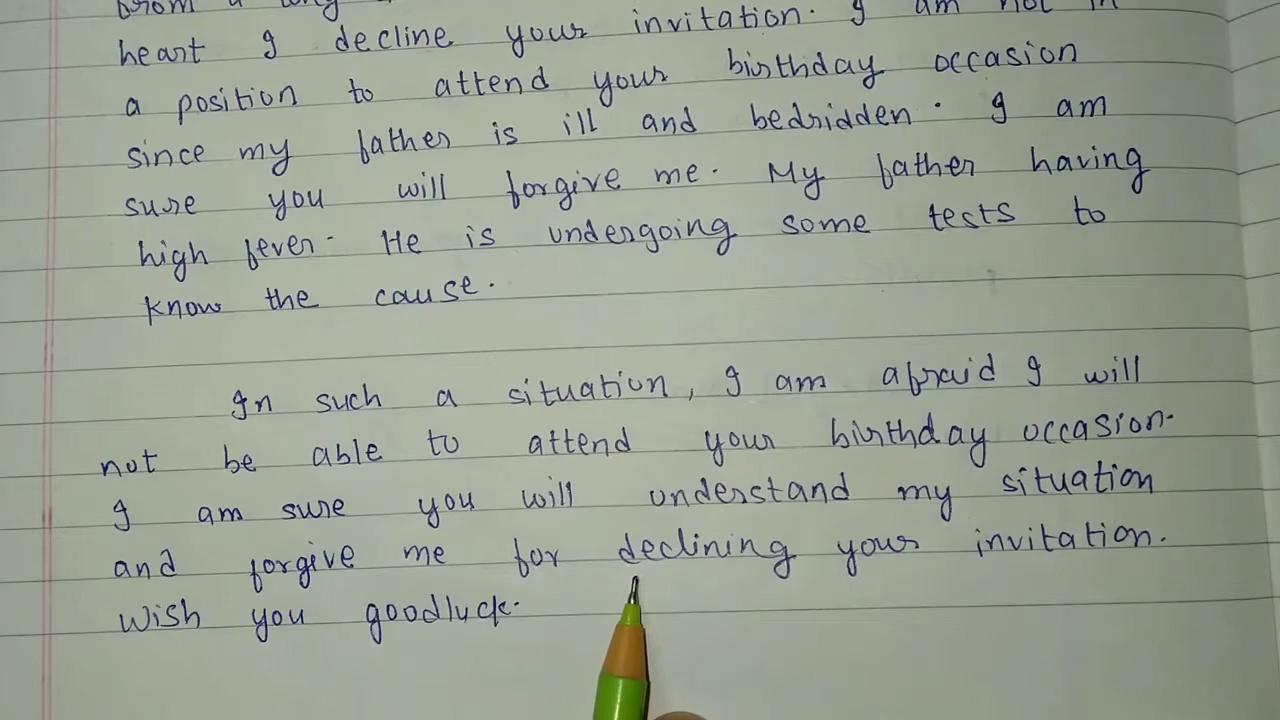 from a
heart I decline your invitation. I am not in
a position to attend your birthday occasion
since my father is ill and bedridden. I am
sure you will forgive me. My father having
high fever. He is undergoing some tests to
know the cause.
In such a situation, I am afraid I will
not be able to attend your birthday occasion.
I am sure you will understand my situation
and forgive me for declining your invitation.
Wish you goodluck.